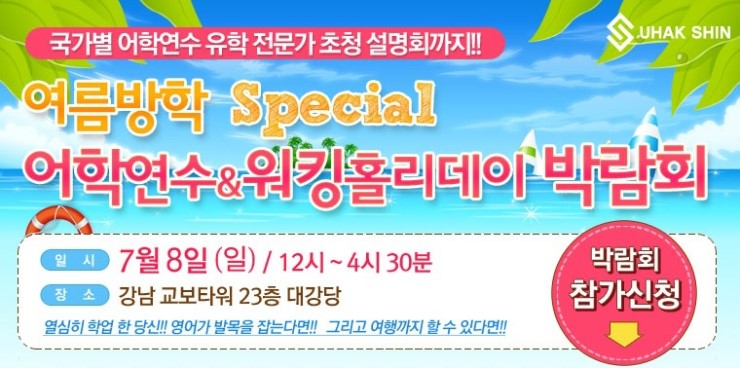 국가별 어학연수 유학 전문가 초청 설명회까지!!
UHAK SHIN
여름방학 Special
어학연수&워킹홀리데이 박람회
일 시 7월 8일 (일) / 12시 ~ 4시 30분
장 소 강남 교보타워 23층 대강당
열심히 학업 한 당신!!! 영어가 발목을 잡는다면!! 그리고 여행까지 할 수 있다면!!
박람회
참가신청